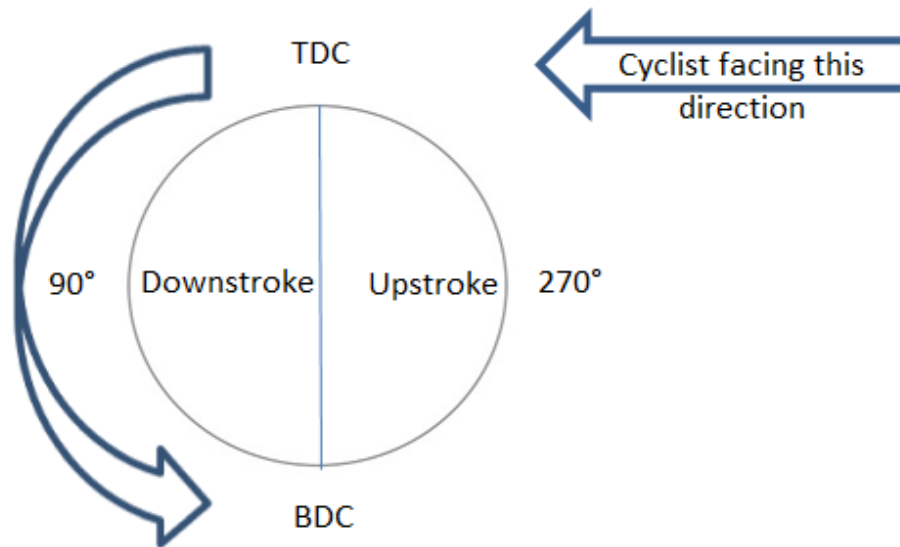 TDC
Cyclist facing this
direction
90°
Downstroke
Upstroke
270°
BDC